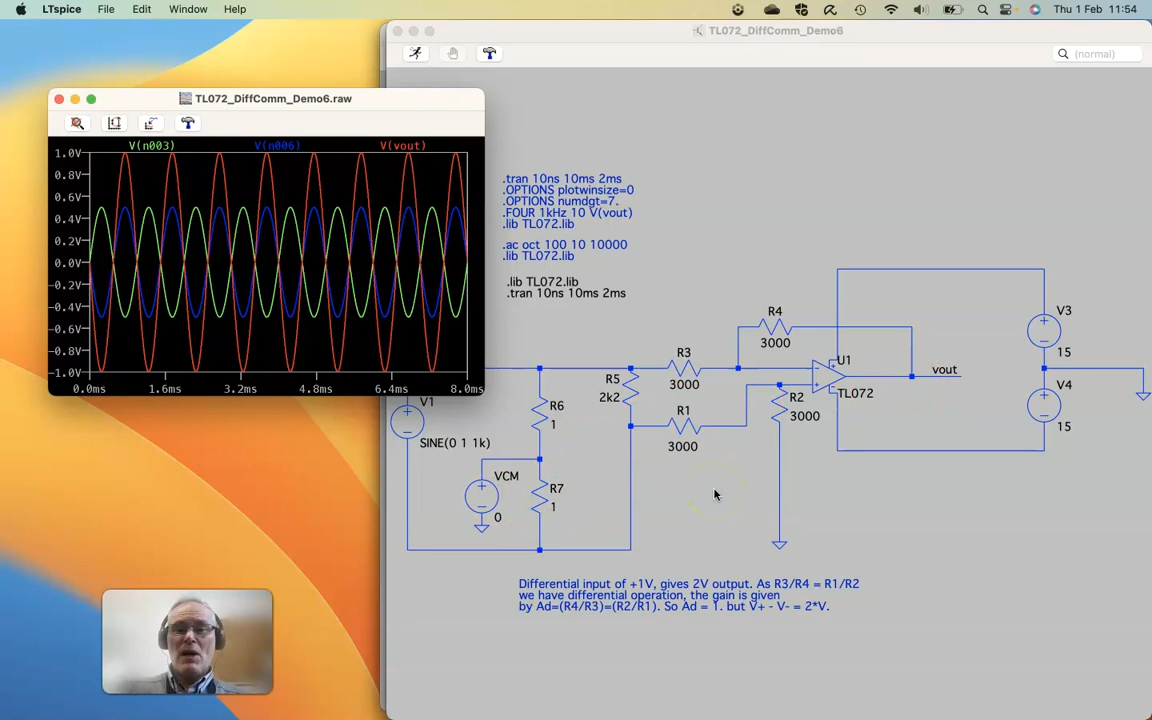 LTspice File Edit Window Help Thu 1 Feb 11:54
TL072_DiffComm_Demo6
(normal)
TL072_DiffComm_Demo6.raw
V(n003) V(n006) V(vout)
1.0V
0.8V
0.6V
0.4V
0.2V
0.0V
-0.2V
-0.4V
-0.6V
-0.8V
-1.0V
0.0ms 1.6ms 3.2ms 4.8ms 6.4ms 8.0ms
.tran 10ns 10ms 2ms
.OPTIONS plotwinsize=0
.OPTIONS numdgt=7.
.FOUR 1kHz 10 V(vout)
.lib TL072.lib
.ac oct 100 10 10000
.lib TL072.lib
.lib TL072.lib
.tran 10ns 10ms 2ms
R4
3000
V3
15
R3
3000
U1
TL072
vout
R5
2k2
V4
15
R2
3000
V1
SINE(0 1 1k)
R6
1
R1
3000
VCM
0
R7
1
Differential input of +1V, gives 2V output. As R3/R4 = R1/R2
we have differential operation, the gain is given
by Ad=(R4/R3)=(R2/R1). So Ad = 1. but V+ - V- = 2*V.